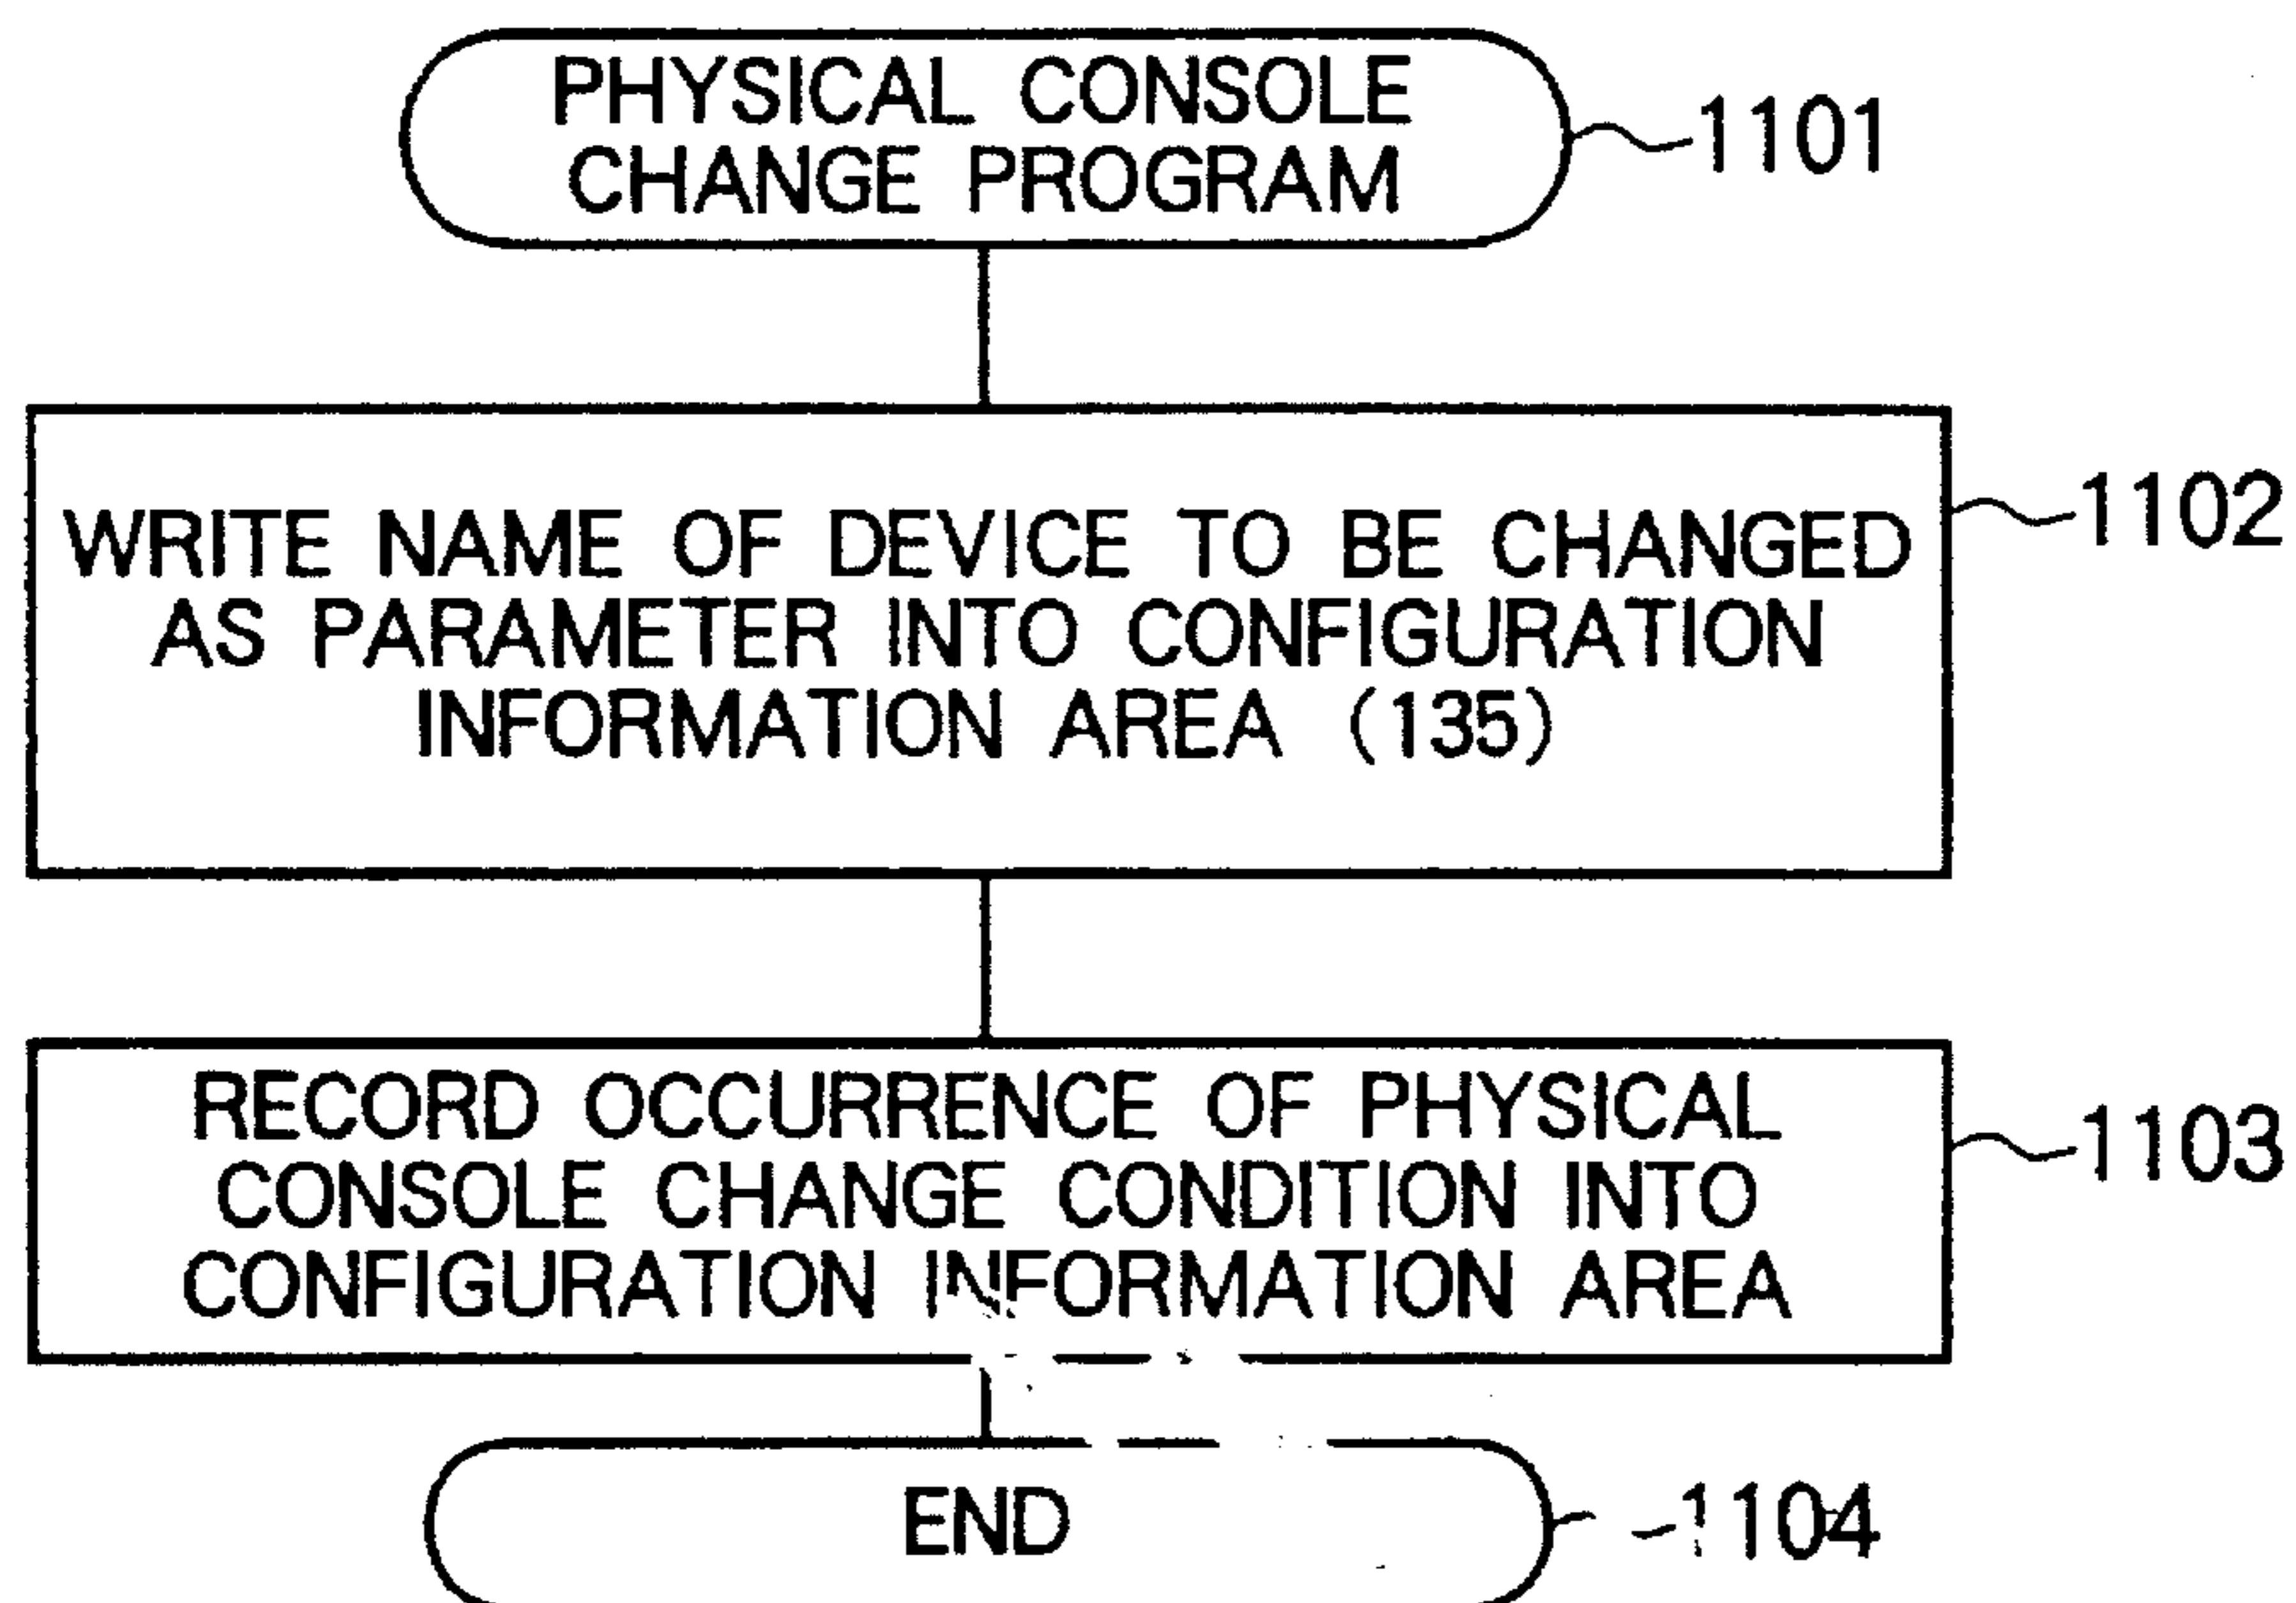 PHYSICAL CONSOLE
CHANGE PROGRAM
1101
WRITE NAME OF DEVICE TO BE CHANGED
AS PARAMETER INTO CONFIGURATION
INFORMATION AREA (135)
1102
RECORD OCCURRENCE OF PHYSICAL
CONSOLE CHANGE CONDITION INTO
CONFIGURATION INFORMATION AREA
1103
END
1104